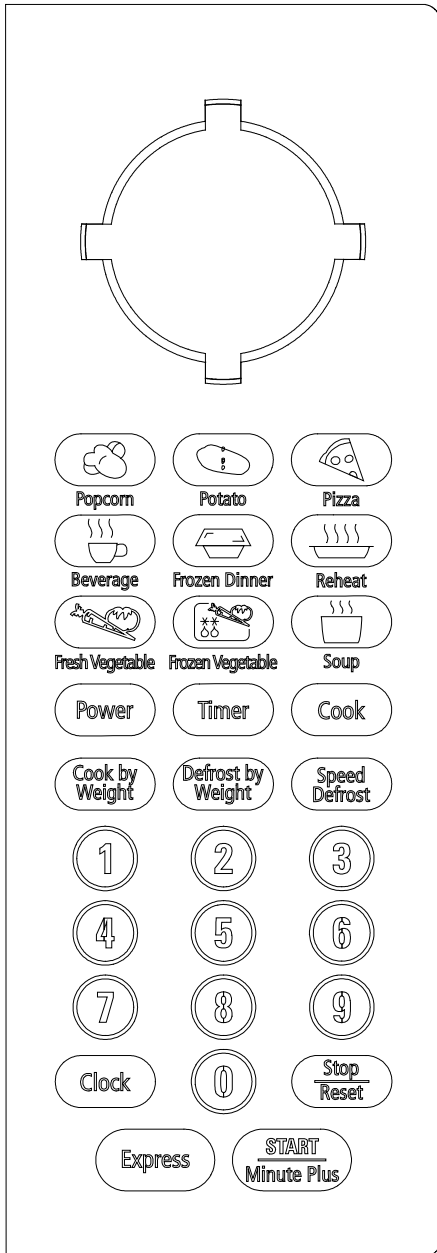 Popcorn Potato Pizza
Beverage Frozen Dinner Reheat
Fresh Vegetable Frozen Vegetable Soup
Power Timer Cook
Cook by Defrost by Speed
Weight Weight Defrost
1 2 3
4 5 6
7 8 9
Clock 0 Stop
Reset
Express START
Minute Plus